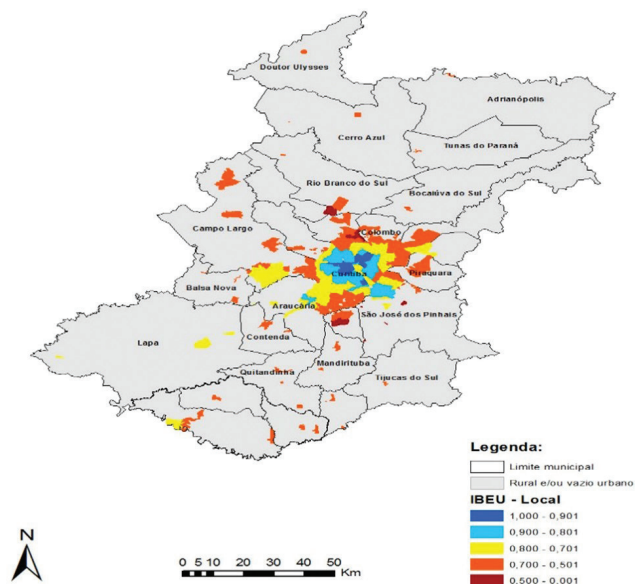 Doutor Ulysses
Adrianópolis
Cerro Azul
Tunas do Paraná
Rio Branco do Sul
Bocaiúva do Sul
Campo Largo
Colombo
Curitiba
Piraquara
Balsa Nova
Araucária
São José dos Pinhais
Lapa
Contenda
Mandirituba
Quitandinha
Tijucas do Sul
N
0 5 10 20 30 40 50
Km
Legenda:
Limite municipal
Rural e/ou vazio urbano
IBEU - Local
1,000 - 0,901
0,900 - 0,801
0,800 - 0,701
0,700 - 0,501
0,500 - 0,001